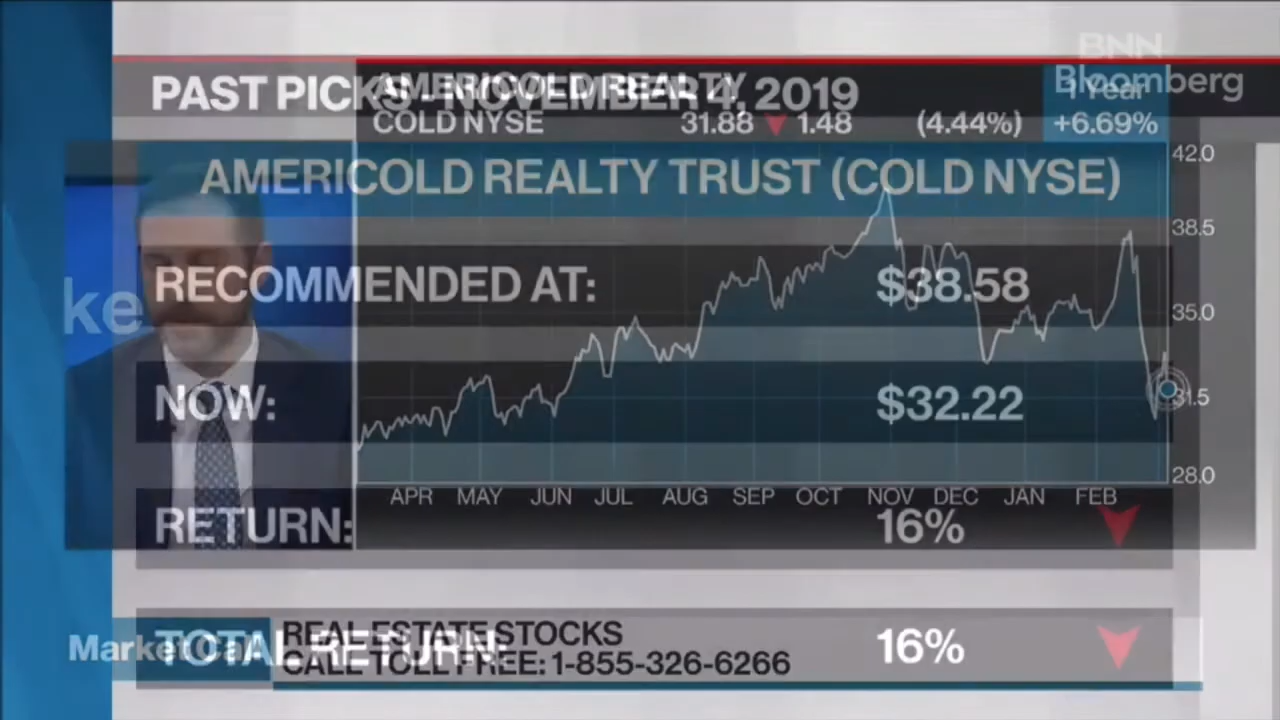 BNN
Bloomberg
PAST PICKS - NOVEMBER 4, 2019
AMERICOLD REALTY
1 Year
COLD NYSE 31.88 1.48 (4.44%) +6.69%
AMERICOLD REALTY TRUST (COLD NYSE)
42.0
38.5
35.0
31.5
28.0
ke
RECOMMENDED AT: $38.58
NOW: $32.22
APR MAY JUN JUL AUG SEP OCT NOV DEC JAN FEB
RETURN: 16%
TOTAL RETURN: 16%
Market Call
REAL ESTATE STOCKS
CALL TOLL FREE: 1-855-326-6266